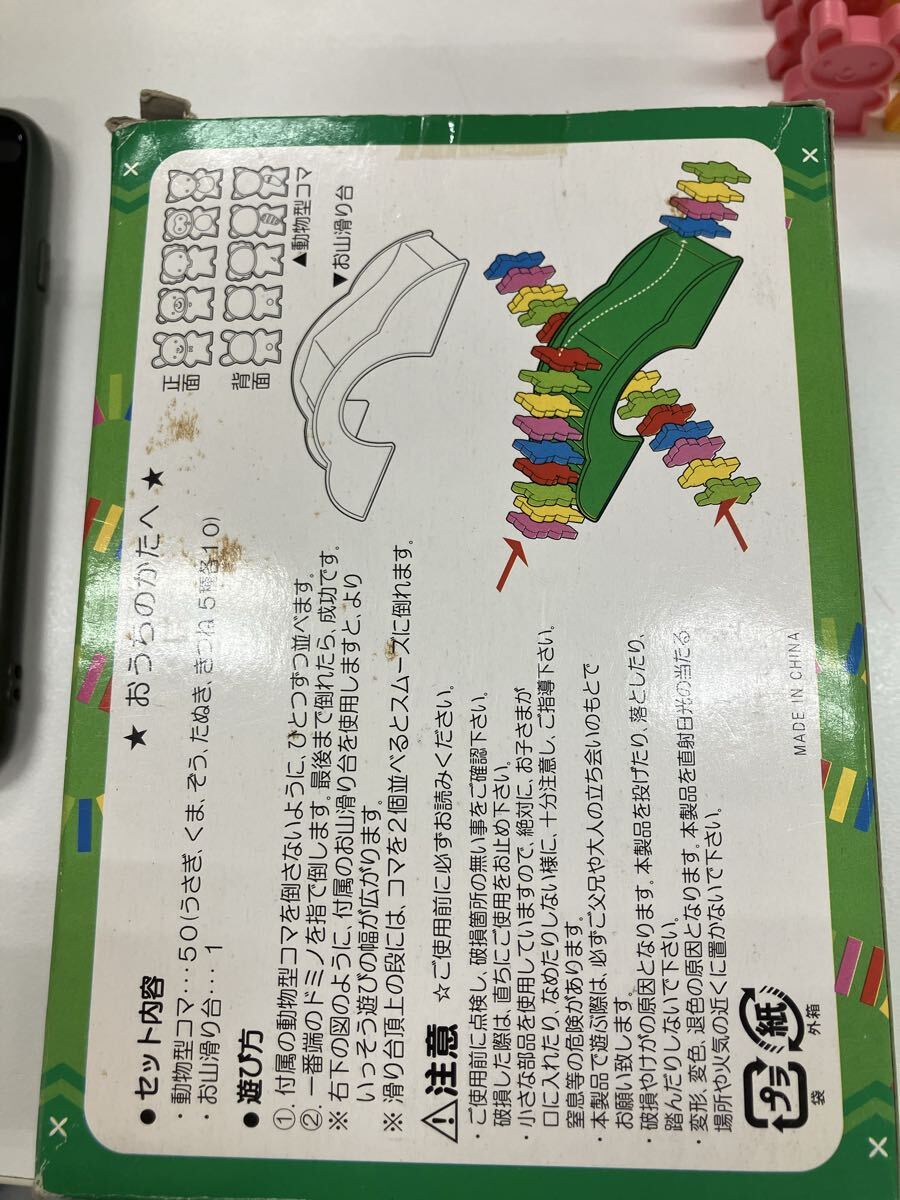 ★ おうちのかたへ ★
● セット内容
・動物型コマ‥５０(うさぎ､くま､ぞう､たぬき､きつね５種各１０)
・お山滑り台‥１
● 遊び方
① 付属の動物型コマを倒さないように､ひとつずつ並べます｡
② 一番端のドミノを指で倒します｡最後まで倒れたら､成功です｡
※ 右下の図のように､付属のお山滑り台を使用しますと､より
いっそう遊びの幅が広がります｡
※ 滑り台頂上の段には､コマを２個並べるとスムースに倒れます｡
正面
背面
▲動物型コマ
▼お山滑り台
⚠注意 ☆ご使用前に必ずお読みください｡
・ご使用前に点検し､破損箇所の無い事をご確認下さい｡
破損した際は､直ちにご使用をお止め下さい｡
・小さな部品を使用していますので､絶対に､お子さまが
口に入れたり､なめたりしない様に､十分注意し､ご指導下さい｡
窒息等の危険があります｡
・本製品で遊ぶ際は､必ずご父兄や大人の立ち会いのもとで
お願い致します｡
・破損やけがの原因となります｡本製品を投げたり､落としたり､
踏んだりしないで下さい｡
・変形､変色､退色の原因となります｡本製品を直射日光の当たる
場所や火気の近くに置かないで下さい｡
プラ
袋
紙
外箱
MADE IN CHINA